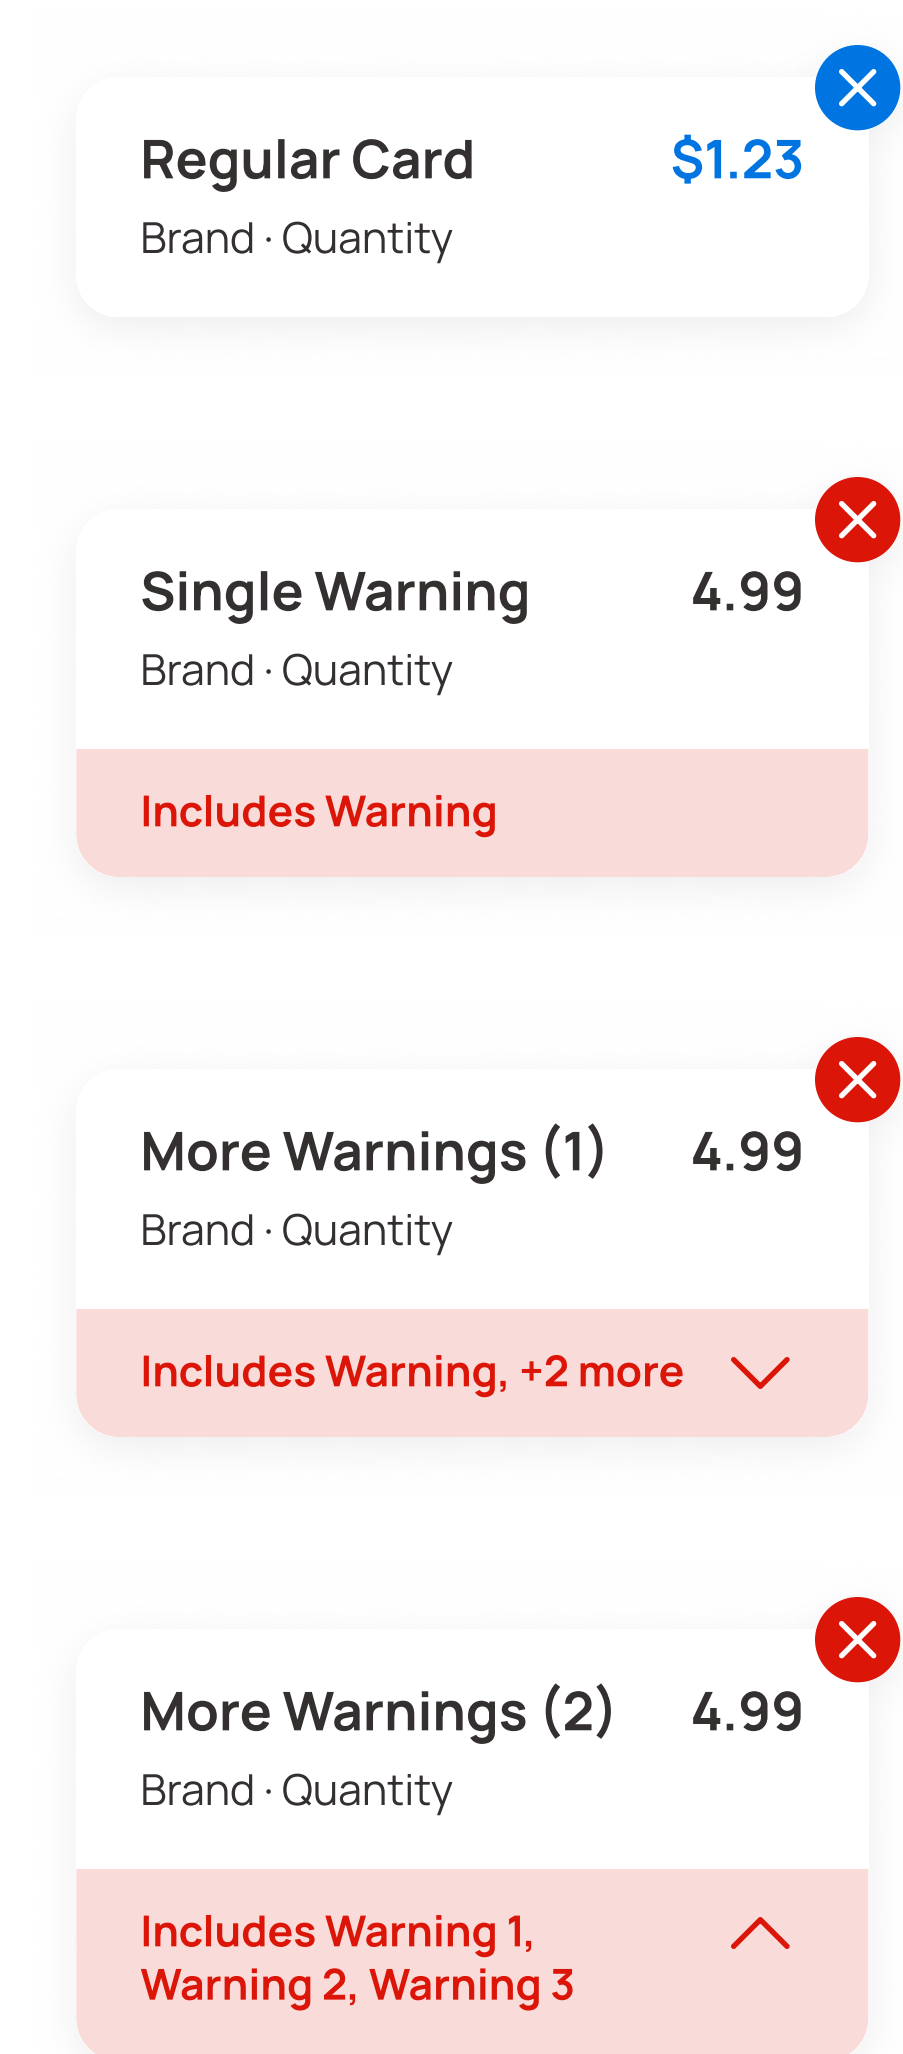 Regular Card $1.23
Brand · Quantity
Single Warning 4.99
Brand · Quantity
Includes Warning
More Warnings (1) 4.99
Brand · Quantity
Includes Warning, +2 more
More Warnings (2) 4.99
Brand · Quantity
Includes Warning 1,
Warning 2, Warning 3